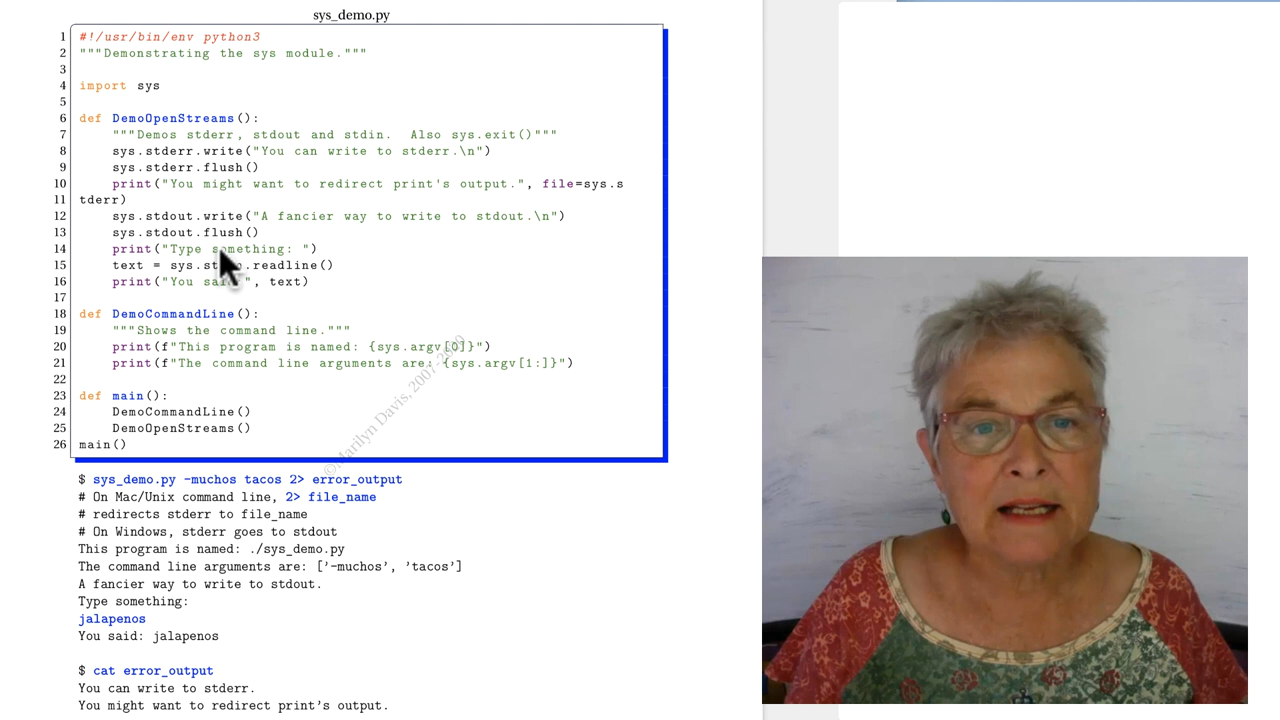 sys_demo.py
1 #!/usr/bin/env python3
2 """Demonstrating the sys module."""
3
4 import sys
5
6 def DemoOpenStreams():
7 """Demos stderr, stdout and stdin. Also sys.exit()"""
8 sys.stderr.write("You can write to stderr.\n")
9 sys.stderr.flush()
10 print("You might want to redirect print's output.", file=sys.s
11 tderr)
12 sys.stdout.write("A fancier way to write to stdout.\n")
13 sys.stdout.flush()
14 print("Type something: ")
15 text = sys.st .readline()
16 print("You sa ", text)
17
18 def DemoCommandLine():
19 """Shows the command line."""
20 print(f"This program is named: {sys.argv[0]}")
21 print(f"The command line arguments are: {sys.argv[1:]}")
22
23 def main():
24 DemoCommandLine()
25 DemoOpenStreams()
26 main()
©Marilyn Davis, 2007-2020
$ sys_demo.py -muchos tacos 2> error_output
# On Mac/Unix command line, 2> file_name
# redirects stderr to file_name
# On Windows, stderr goes to stdout
This program is named: ./sys_demo.py
The command line arguments are: ['-muchos', 'tacos']
A fancier way to write to stdout.
Type something:
jalapenos
You said: jalapenos
$ cat error_output
You can write to stderr.
You might want to redirect print's output.